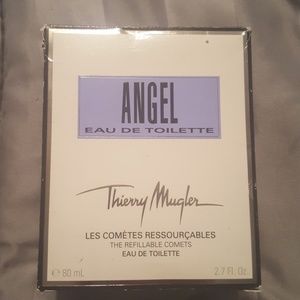 ANGEL
EAU DE TOILETTE
Thierry Mugler
LES COMÈTES RESSOURÇABLES
THE REFILLABLE COMETS
EAU DE TOILETTE
℮ 80 mL 2.7 Fl. Oz